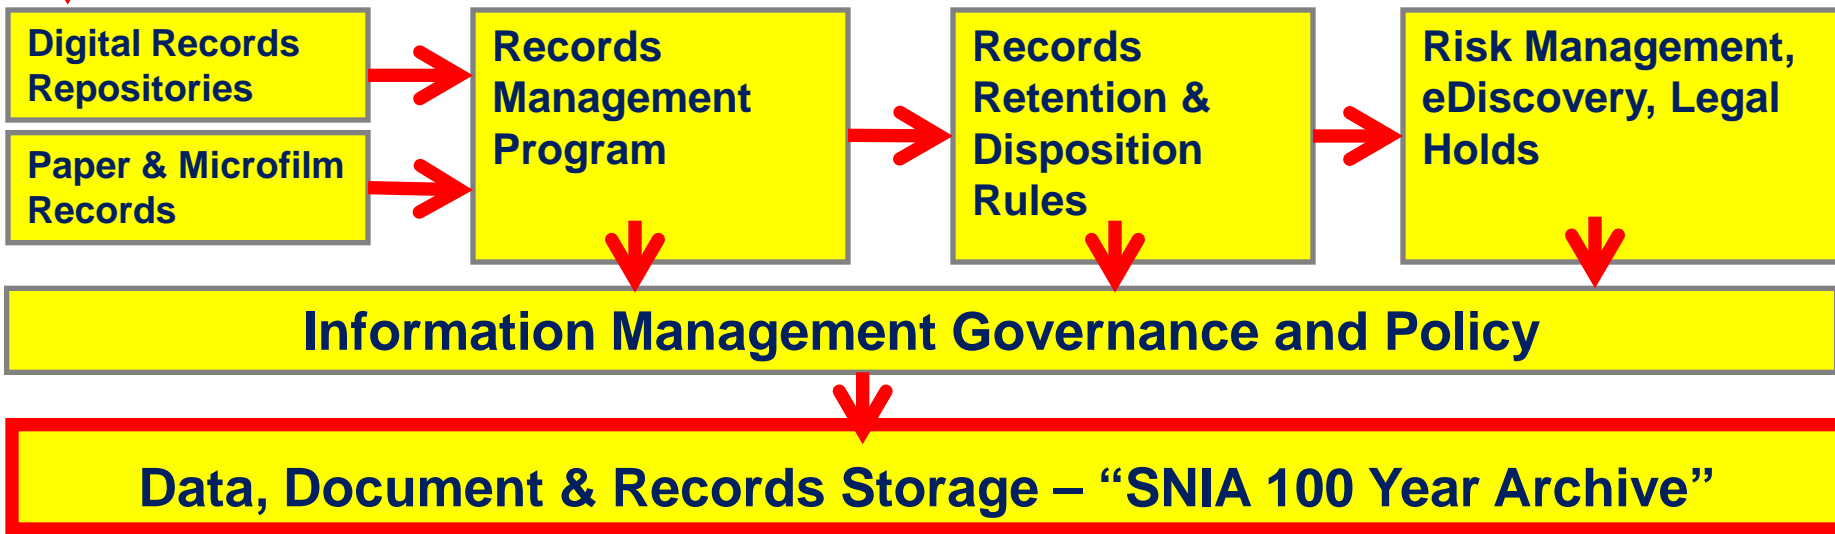 Digital Records
Repositories
Paper & Microfilm
Records
Records
Management
Program
Records
Retention &
Disposition
Rules
Risk Management,
eDiscovery, Legal
Holds
Information Management Governance and Policy
Data, Document & Records Storage – “SNIA 100 Year Archive”